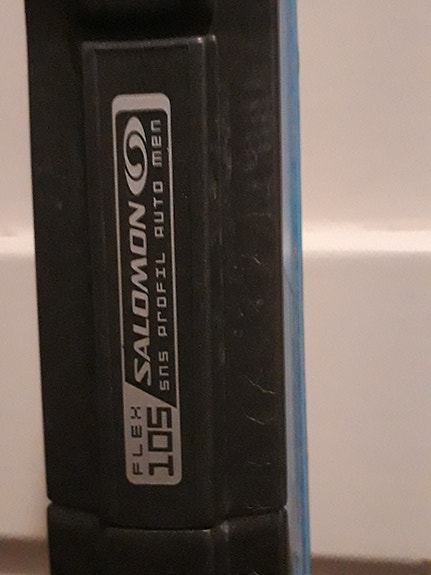 FLEX
105
SALOMON
SNS PROFIL AUTO MEN